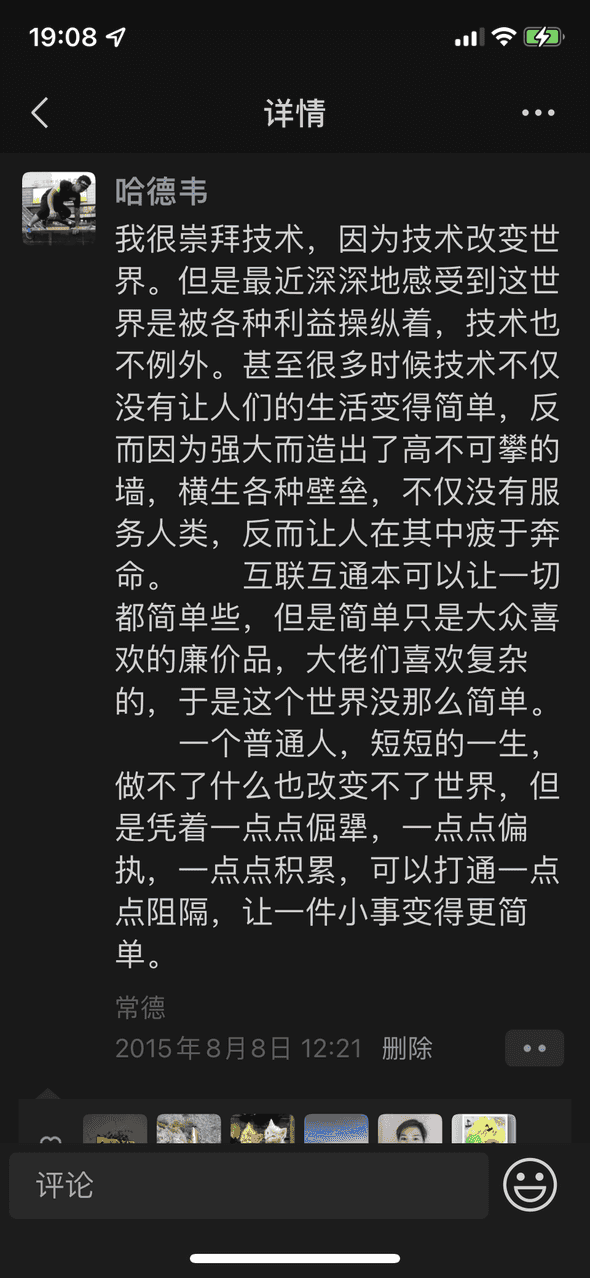 19:08
详情
哈德韦
我很崇拜技术，因为技术改变世
界。但是最近深深地感受到这世
界是被各种利益操纵着，技术也
不例外。甚至很多时候技术不仅
没有让人们的生活变得简单，反
而因为强大而造出了高不可攀的
墙，横生各种壁垒，不仅没有服
务人类，反而让人在其中疲于奔
命。　　互联互通本可以让一切
都简单些，但是简单只是大众喜
欢的廉价品，大佬们喜欢复杂
的，于是这个世界没那么简单。
　　一个普通人，短短的一生，
做不了什么也改变不了世界，但
是凭着一点点倔犟，一点点偏
执，一点点积累，可以打通一点
点阻隔，让一件小事变得更简
单。
常德
2015年8月8日 12:21 删除
评论